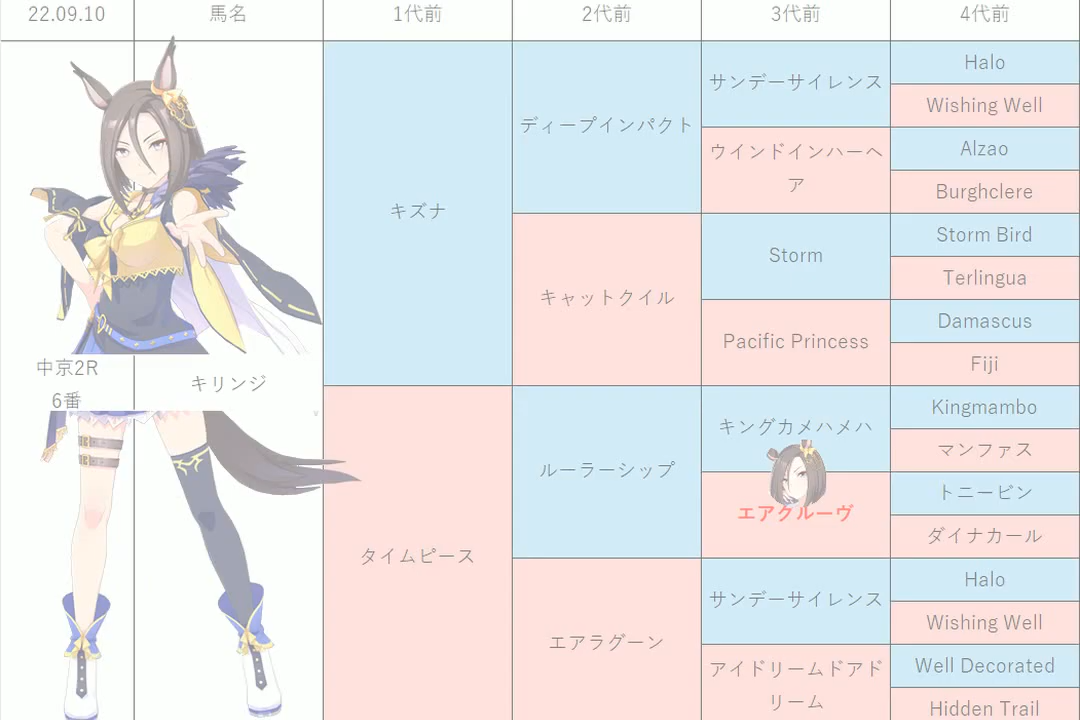 22.09.10
馬名
1代前
2代前
3代前
4代前
中京2R
6番
キリンジ
キズナ
タイムピース
ディープインパクト
キャットクイル
ルーラーシップ
エアラグーン
サンデーサイレンス
ウインドインハーヘ
ア
Storm
Pacific Princess
キングカメハメハ
エアグルーヴ
サンデーサイレンス
アイドリームドアド
リーム
Halo
Wishing Well
Alzao
Burghclere
Storm Bird
Terlingua
Damascus
Fiji
Kingmambo
マンファス
トニービン
ダイナカール
Halo
Wishing Well
Well Decorated
Hidden Trail